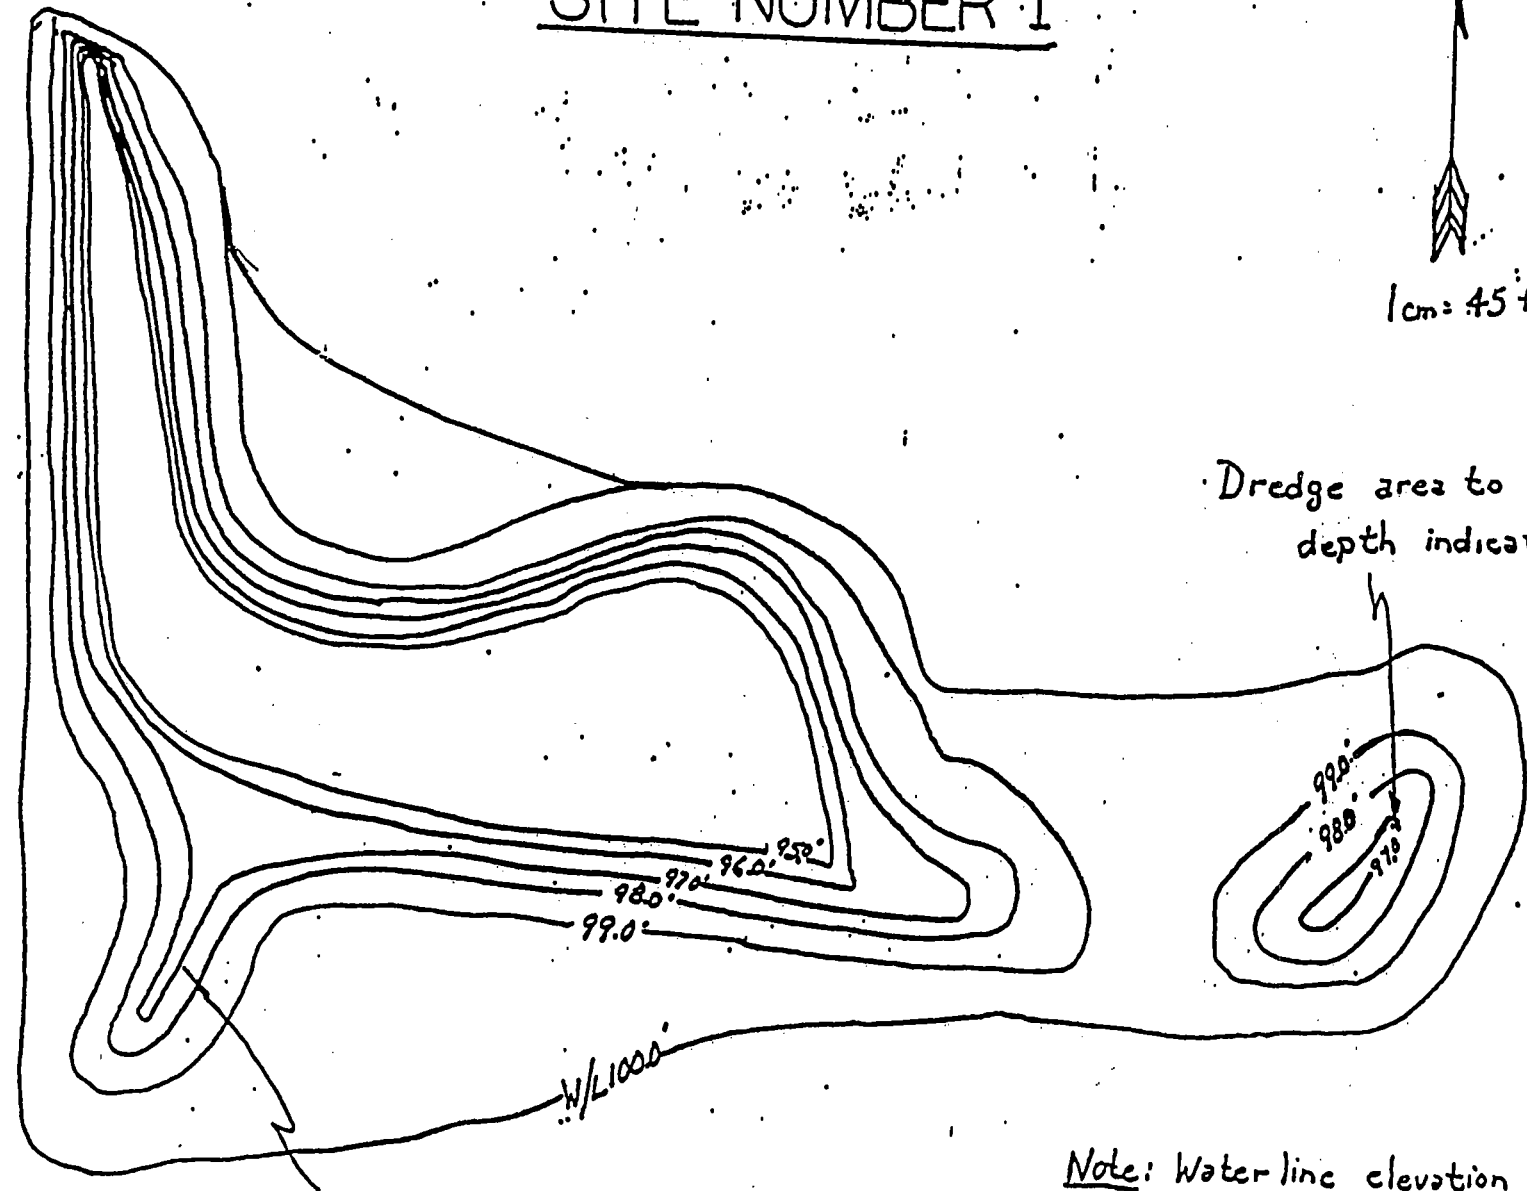 SITE NUMBER 1
1cm=.45'
Dredge area to
depth
99.0'
98.0'
97.0'
95.0'
96.0'
97.0'
98.0'
99.0'
W/L100.0'
Note: Water line elevation